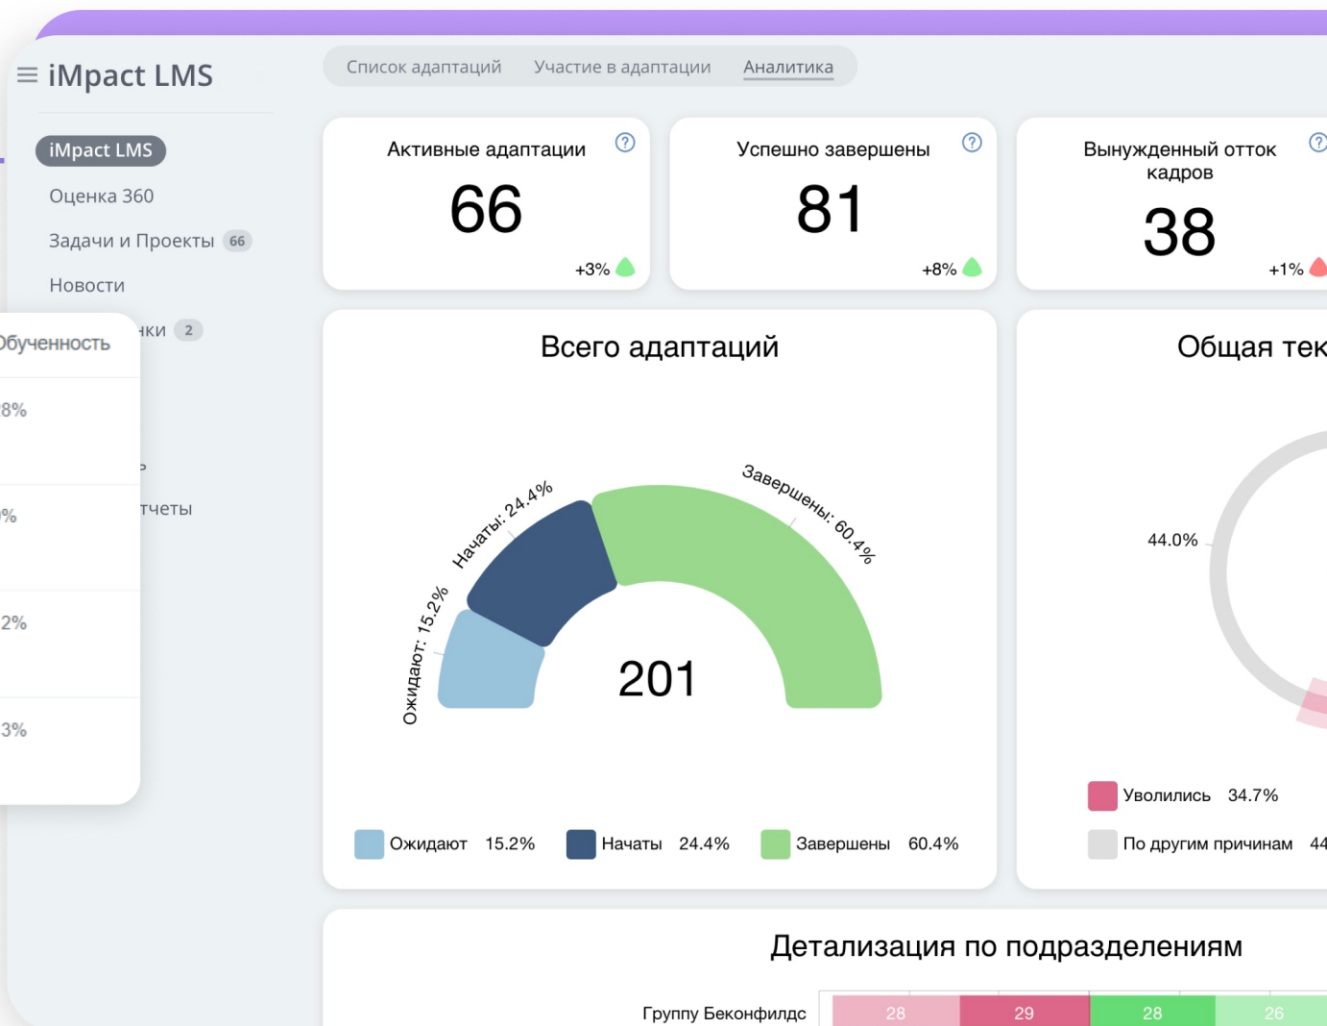 iMpact LMS
Список адаптаций Участие в адаптации Аналитика
iMpact LMS
Оценка 360
Задачи и Проекты 66
Новости
2
тчеты
Обученность
8%
%
2%
3%
Активные адаптации ?
66
+3%
Успешно завершены ?
81
+8%
Вынужденный отток ?
кадров
38
+1%
Всего адаптаций
Ожидают: 15.2%
Начаты: 24.4%
Завершены: 60.4%
201
Ожидают 15.2% Начаты 24.4% Завершены 60.4%
Общая тек
44.0%
Уволились 34.7%
По другим причинам 44
Детализация по подразделениям
Группу Беконфилдс 28 29 28 26